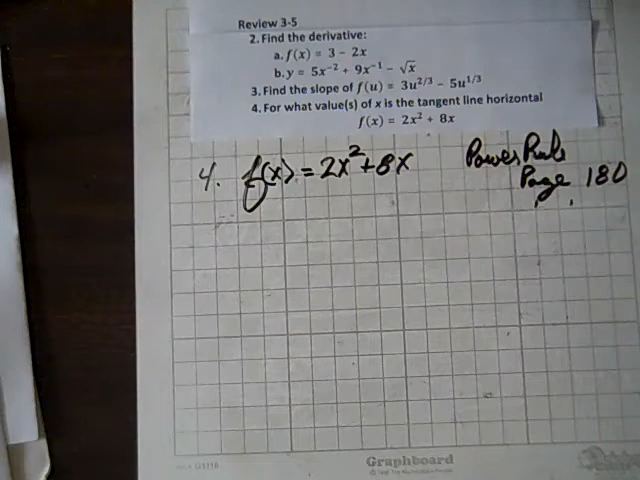 Review 3-5
2. Find the derivative:
a. f(x) = 3 − 2x
b. y = 5x⁻² + 9x⁻¹ − √x
3. Find the slope of f(u) = 3u^{2/3} − 5u^{1/3}
4. For what value(s) of x is the tangent line horizontal
f(x) = 2x² + 8x
4. f(x) = 2x² + 8x
Power Rule
Page 180
Graphboard